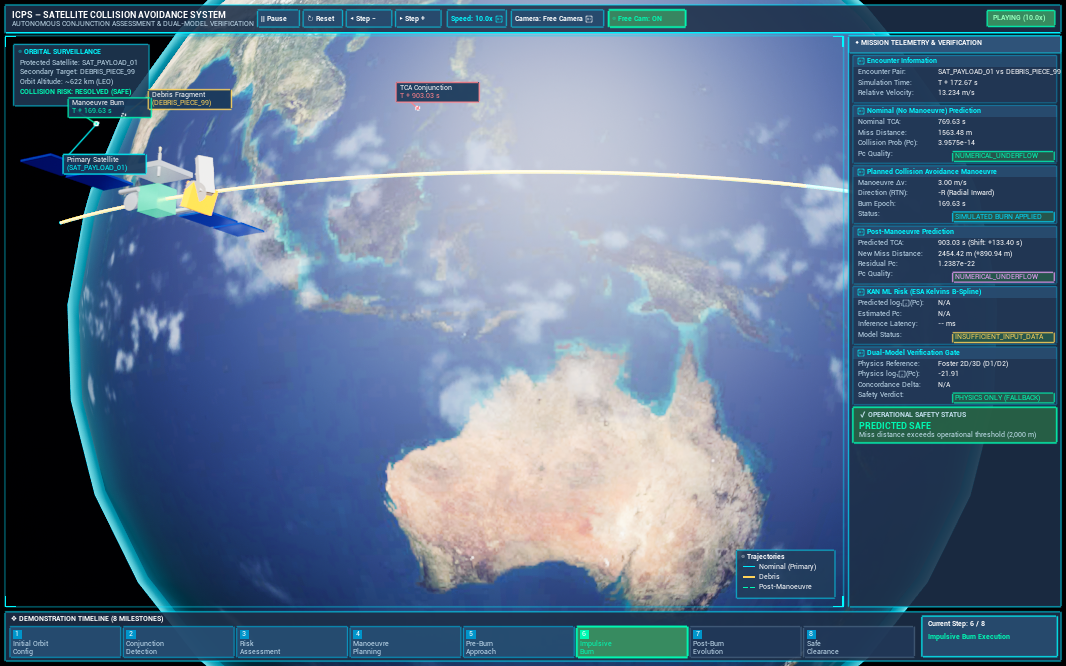 ICPS – SATELLITE COLLISION AVOIDANCE SYSTEM
AUTONOMOUS CONJUNCTION ASSESSMENT & DUAL-MODEL VERIFICATION
|| Pause
↻ Reset
◂ Step −
▸ Step +
Speed: 10.0x
Camera: Free Camera
Free Cam: ON
PLAYING (10.0x)
ORBITAL SURVEILLANCE
Protected Satellite: SAT_PAYLOAD_01
Secondary Target: DEBRIS_PIECE_99
Orbit Altitude: ~622 km (LEO)
COLLISION RISK: RESOLVED (SAFE)
Manoeuvre Burn
T + 169.63 s
Debris Fragment
(DEBRIS_PIECE_99)
Primary Satellite
(SAT_PAYLOAD_01)
TCA Conjunction
T + 903.03 s
Trajectories
Nominal (Primary)
Debris
Post-Manoeuvre
MISSION TELEMETRY & VERIFICATION
Encounter Information
Encounter Pair: SAT_PAYLOAD_01 vs DEBRIS_PIECE_99
Simulation Time: T + 172.67 s
Relative Velocity: 13.234 m/s
Nominal (No Manoeuvre) Prediction
Nominal TCA: 769.63 s
Miss Distance: 1563.48 m
Collision Prob (Pc): 3.9575e-14
Pc Quality: NUMERICAL_UNDERFLOW
Planned Collision Avoidance Manoeuvre
Manoeuvre Δv: 3.00 m/s
Direction (RTN): -R (Radial Inward)
Burn Epoch: 169.63 s
Status: SIMULATED BURN APPLIED
Post-Manoeuvre Prediction
Predicted TCA: 903.03 s (Shift: +133.40 s)
New Miss Distance: 2454.42 m (+890.94 m)
Residual Pc: 1.2387e-22
Pc Quality: NUMERICAL_UNDERFLOW
KAN ML Risk (ESA Kelvins B-Spline)
Predicted log(Pc): N/A
Estimated Pc: N/A
Inference Latency: -- ms
Model Status: INSUFFICIENT_INPUT_DATA
Dual-Model Verification Gate
Physics Reference: Foster 2D/3D (D1/D2)
Physics log(Pc): -21.91
Concordance Delta: N/A
Safety Verdict: PHYSICS ONLY (FALLBACK)
✓ OPERATIONAL SAFETY STATUS
PREDICTED SAFE
Miss distance exceeds operational threshold (2,000 m)
❖ DEMONSTRATION TIMELINE (8 MILESTONES)
1
Initial Orbit
Config
2
Conjunction
Detection
3
Risk
Assessment
4
Manoeuvre
Planning
5
Pre-Burn
Approach
6
Impulsive
Burn
7
Post-Burn
Evolution
8
Safe
Clearance
Current Step: 6 / 8
Impulsive Burn Execution